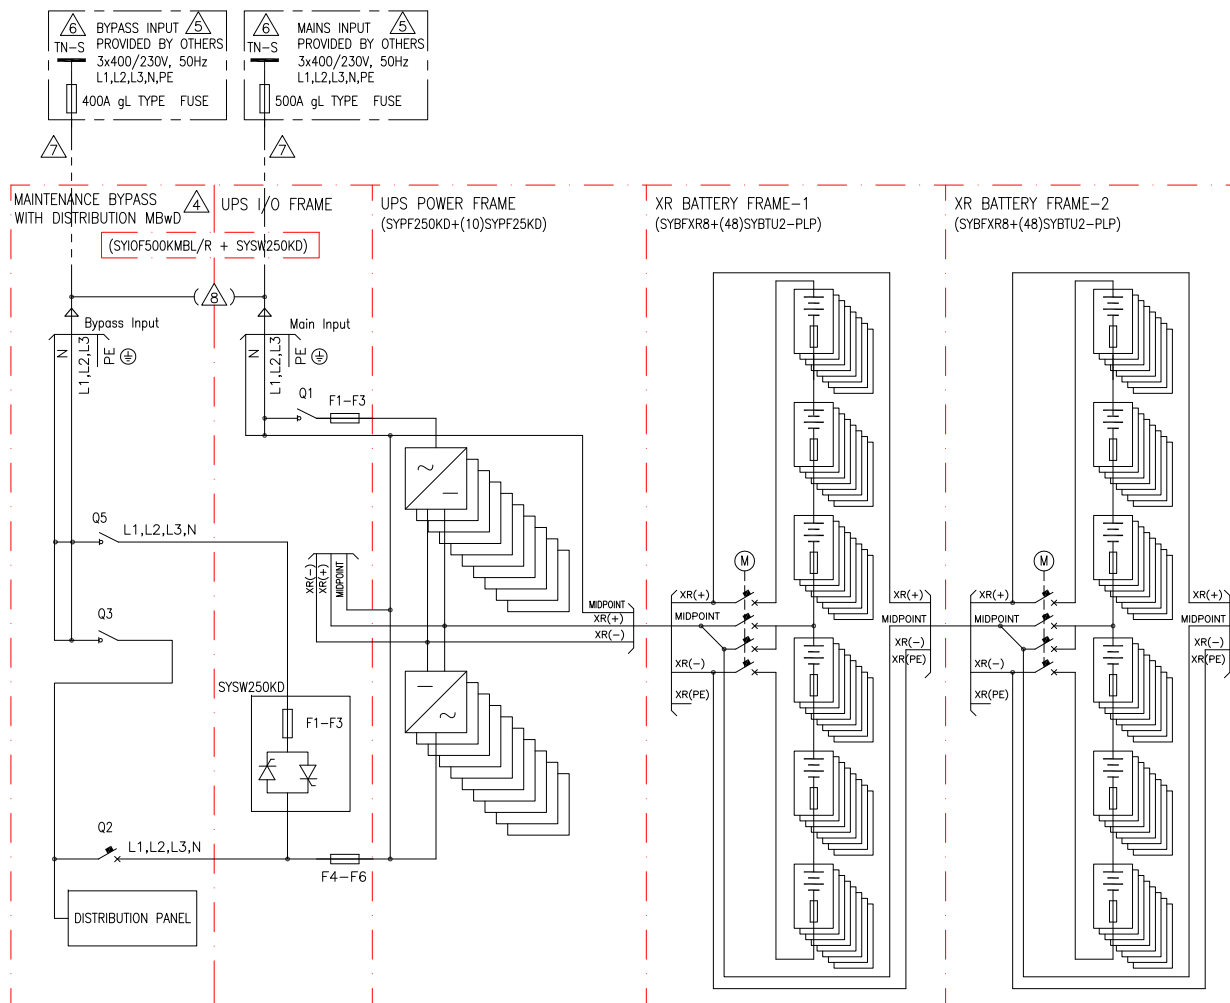 6
BYPASS INPUT
5
TN-S
PROVIDED BY OTHERS
3x400/230V, 50Hz
L1,L2,L3,N,PE
400A gL TYPE FUSE
6
MAINS INPUT
5
TN-S
PROVIDED BY OTHERS
3x400/230V, 50Hz
L1,L2,L3,N,PE
500A gL TYPE FUSE
7
7
MAINTENANCE BYPASS
WITH DISTRIBUTION MBwD
4
UPS I/O FRAME
(SYIOF500KMBL/R + SYSW250KD)
UPS POWER FRAME
(SYPF250KD+(10)SYPF25KD)
XR BATTERY FRAME-1
(SYBFXR8+(48)SYBTU2-PLP)
XR BATTERY FRAME-2
(SYBFXR8+(48)SYBTU2-PLP)
8
Bypass Input
N
L1,L2,L3
PE
Main Input
N
L1,L2,L3
PE
Q1
F1-F3
Q5
L1,L2,L3,N
Q3
XR(-)
XR(+)
MIDPOINT
MIDPOINT
XR(+)
XR(-)
SYSW250KD
F1-F3
Q2
L1,L2,L3,N
F4-F6
DISTRIBUTION PANEL
M
XR(+)
MIDPOINT
XR(-)
XR(PE)
XR(+)
MIDPOINT
XR(-)
XR(PE)
M
XR(+)
MIDPOINT
XR(-)
XR(PE)
XR(+)
MIDPOINT
XR(-)
XR(PE)